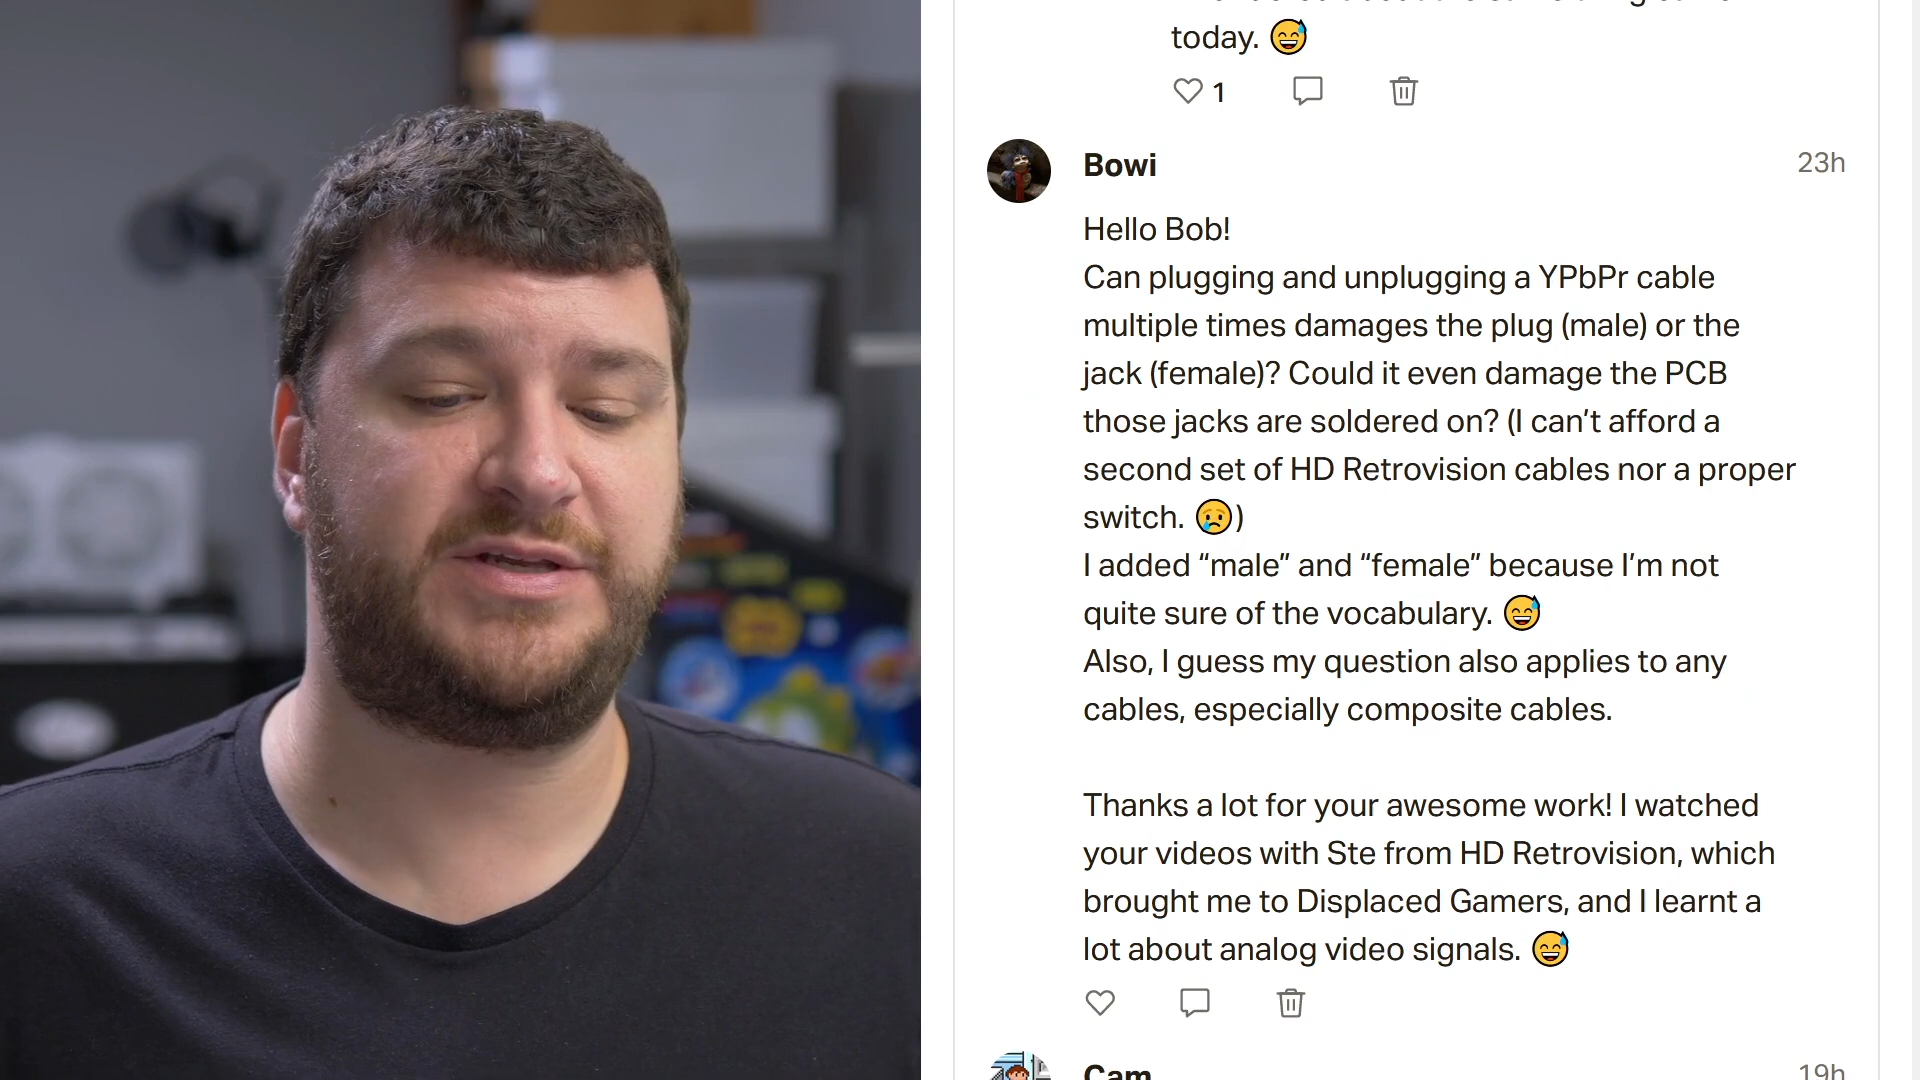 today. 😅
1
Bowi
23h
Hello Bob!
Can plugging and unplugging a YPbPr cable
multiple times damages the plug (male) or the
jack (female)? Could it even damage the PCB
those jacks are soldered on? (I can’t afford a
second set of HD Retrovision cables nor a proper
switch. 😢)
I added “male” and “female” because I’m not
quite sure of the vocabulary. 😅
Also, I guess my question also applies to any
cables, especially composite cables.
Thanks a lot for your awesome work! I watched
your videos with Ste from HD Retrovision, which
brought me to Displaced Gamers, and I learnt a
lot about analog video signals. 😅
Cam
19h